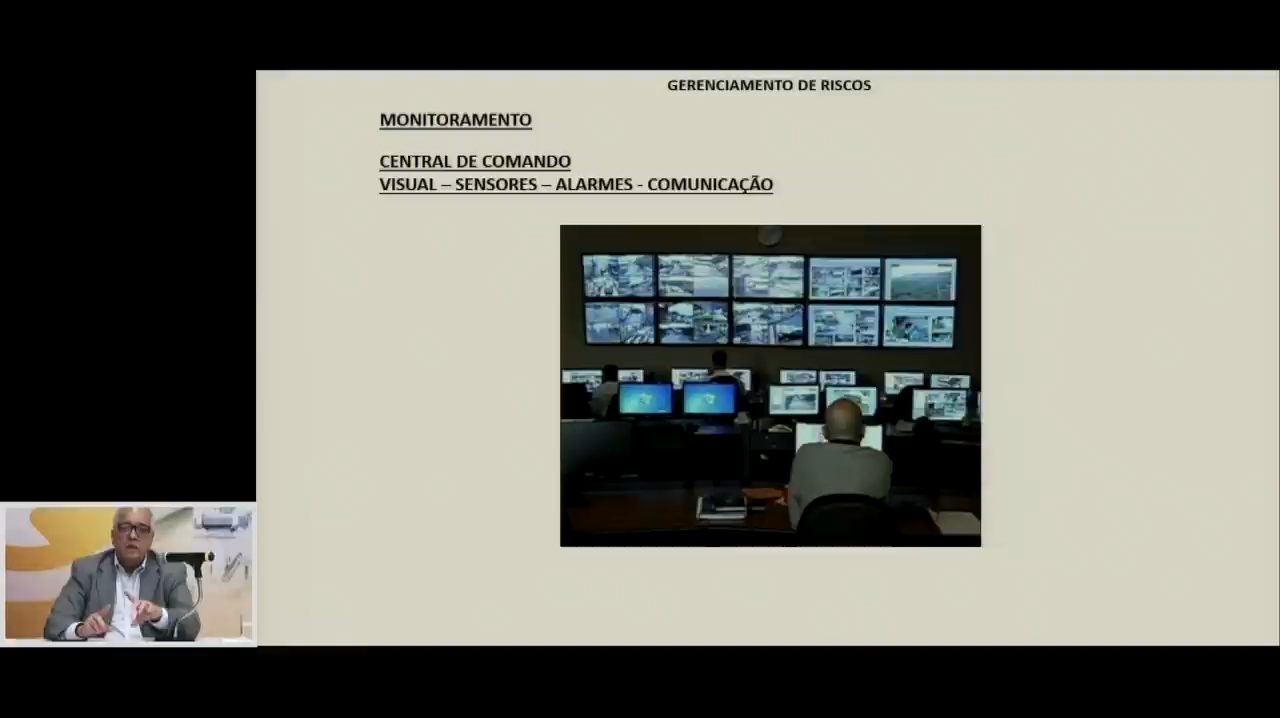 GERENCIAMENTO DE RISCOS
MONITORAMENTO
CENTRAL DE COMANDO
VISUAL – SENSORES – ALARMES - COMUNICAÇÃO